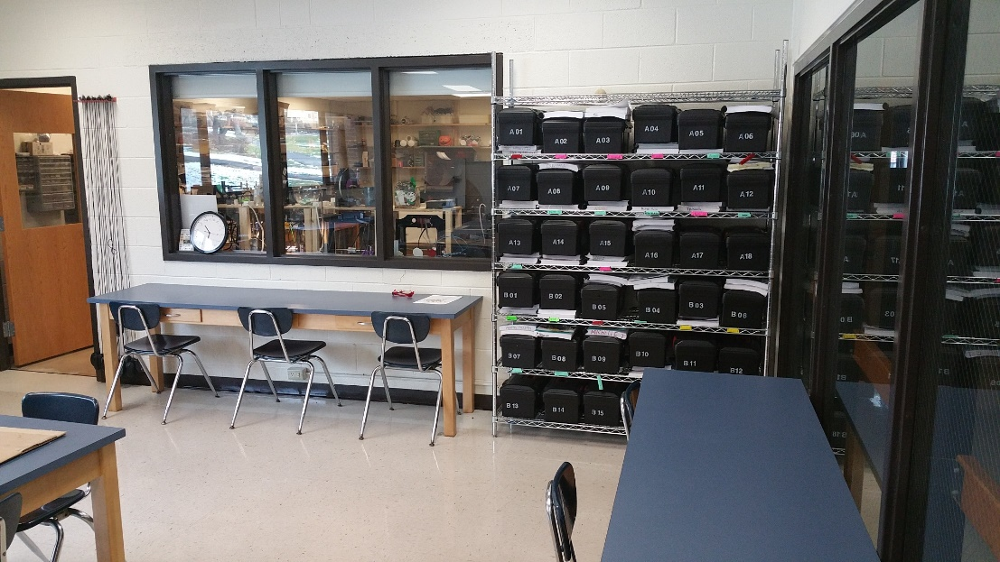 A 01
A 02
A 03
A 04
A 05
A 06
A 07
A 08
A 09
A 10
A 11
A 12
A 13
A 14
A 15
A 16
A 17
A 18
B 01
B 02
B 05
B 04
B 03
B 06
B 07
B 08
B 09
B 10
B 11
B 12
B 13
B 14
B 15
MICHELLE